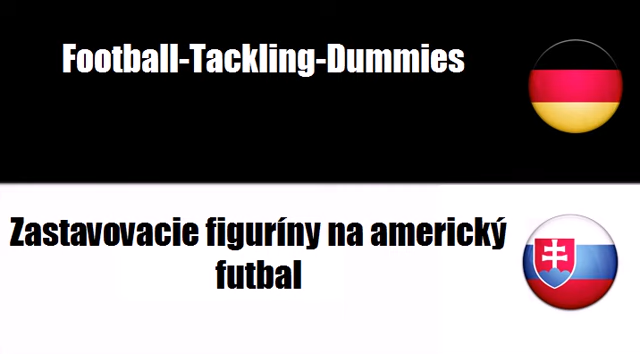 Football-Tackling-Dummies
Zastavovacie figuríny na americký
futbal